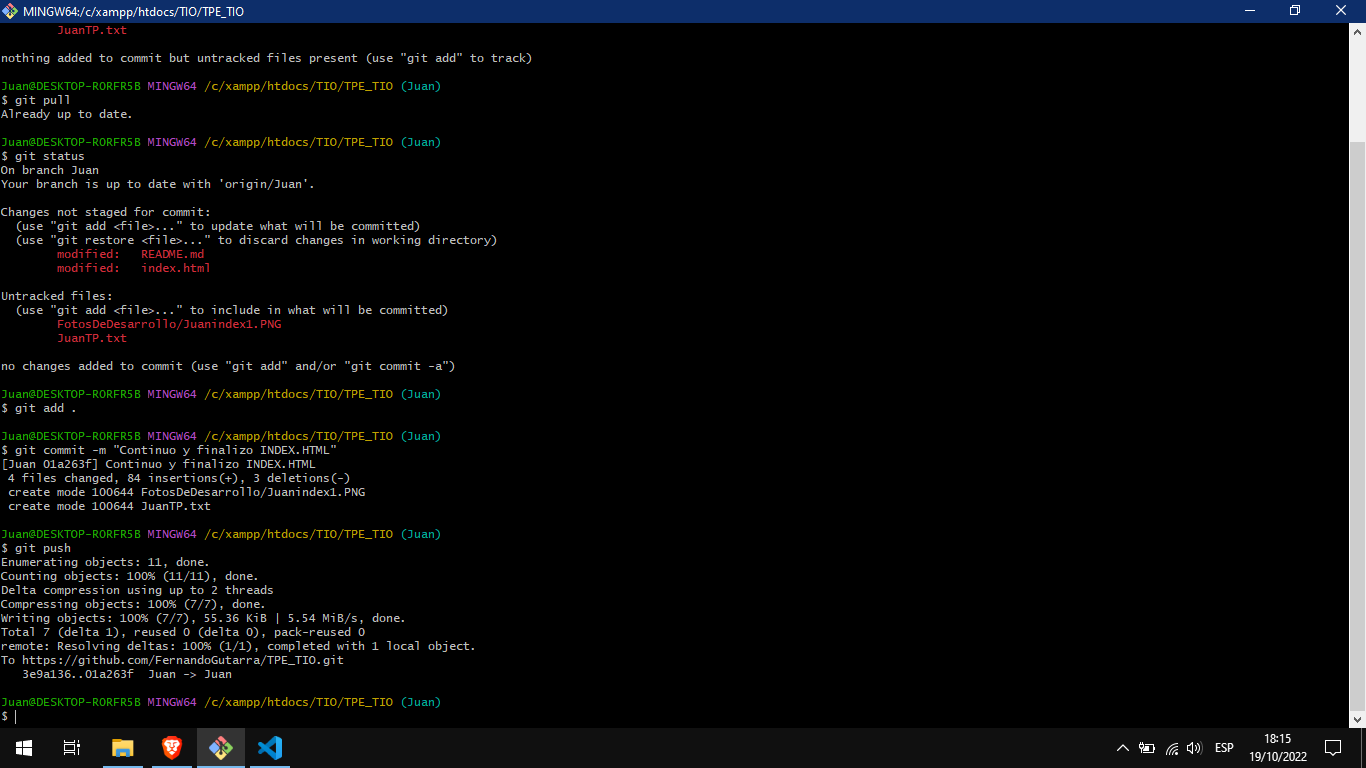 MINGW64:/c/xampp/htdocs/TIO/TPE_TIO
JuanTP.txt
nothing added to commit but untracked files present (use "git add" to track)
Juan@DESKTOP-RORFR5B MINGW64 /c/xampp/htdocs/TIO/TPE_TIO (Juan)
$ git pull
Already up to date.
Juan@DESKTOP-RORFR5B MINGW64 /c/xampp/htdocs/TIO/TPE_TIO (Juan)
$ git status
On branch Juan
Your branch is up to date with 'origin/Juan'.
Changes not staged for commit:
(use "git add <file>..." to update what will be committed)
(use "git restore <file>..." to discard changes in working directory)
modified:   README.md
modified:   index.html
Untracked files:
(use "git add <file>..." to include in what will be committed)
FotosDeDesarrollo/Juanindex1.PNG
JuanTP.txt
no changes added to commit (use "git add" and/or "git commit -a")
Juan@DESKTOP-RORFR5B MINGW64 /c/xampp/htdocs/TIO/TPE_TIO (Juan)
$ git add .
Juan@DESKTOP-RORFR5B MINGW64 /c/xampp/htdocs/TIO/TPE_TIO (Juan)
$ git commit -m "Continuo y finalizo INDEX.HTML"
[Juan 01a263f] Continuo y finalizo INDEX.HTML
4 files changed, 84 insertions(+), 3 deletions(-)
create mode 100644 FotosDeDesarrollo/Juanindex1.PNG
create mode 100644 JuanTP.txt
Juan@DESKTOP-RORFR5B MINGW64 /c/xampp/htdocs/TIO/TPE_TIO (Juan)
$ git push
Enumerating objects: 11, done.
Counting objects: 100% (11/11), done.
Delta compression using up to 2 threads
Compressing objects: 100% (7/7), done.
Writing objects: 100% (7/7), 55.36 KiB | 5.54 MiB/s, done.
Total 7 (delta 1), reused 0 (delta 0), pack-reused 0
remote: Resolving deltas: 100% (1/1), completed with 1 local object.
To https://github.com/FernandoGutarra/TPE_TIO.git
3e9a136..01a263f  Juan -> Juan
Juan@DESKTOP-RORFR5B MINGW64 /c/xampp/htdocs/TIO/TPE_TIO (Juan)
$
ESP
18:15
19/10/2022